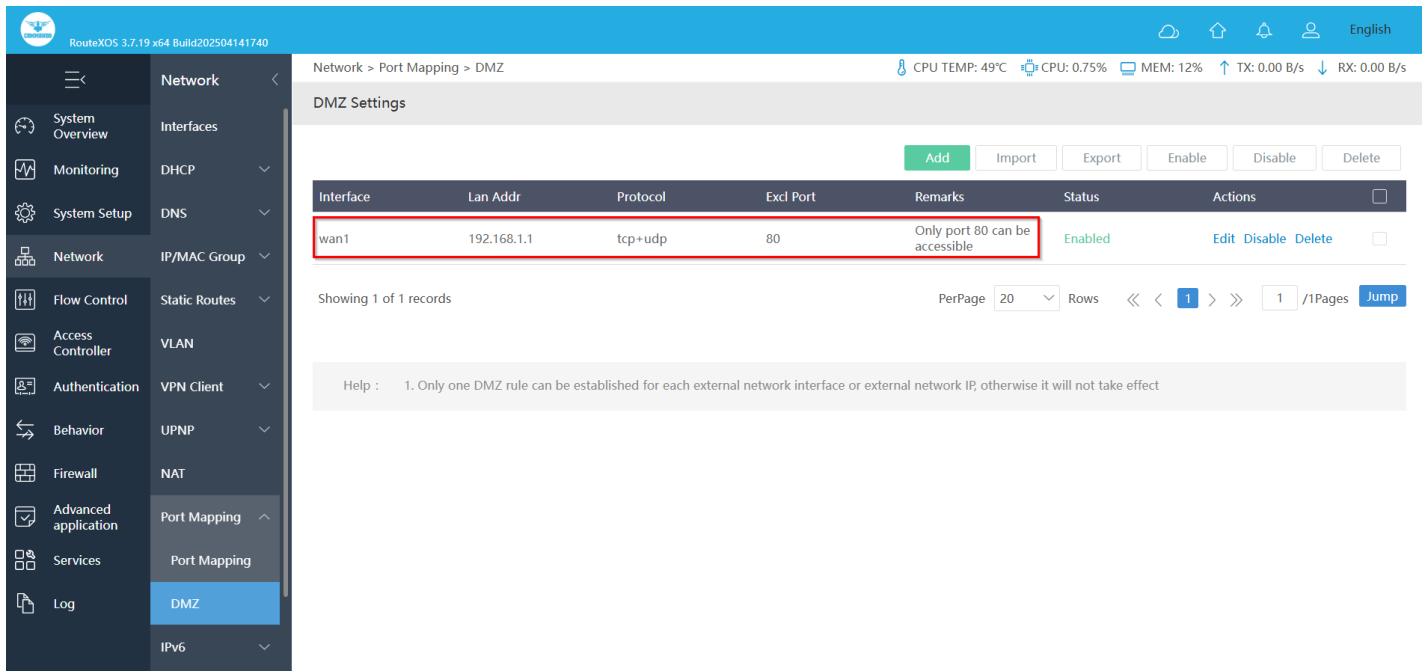 COMMANDO
RouteXOS 3.7.19 x64 Build202504141740
English
Network
Network > Port Mapping > DMZ
CPU TEMP: 49℃ CPU: 0.75% MEM: 12% TX: 0.00 B/s RX: 0.00 B/s
DMZ Settings
System
Overview
Monitoring
System Setup
Network
Flow Control
Access
Controller
Authentication
Behavior
Firewall
Advanced
application
Services
Log
Interfaces
DHCP
DNS
IP/MAC Group
Static Routes
VLAN
VPN Client
UPNP
NAT
Port Mapping
Port Mapping
DMZ
IPv6
Add Import Export Enable Disable Delete
Interface Lan Addr Protocol Excl Port Remarks Status Actions
wan1 192.168.1.1 tcp+udp 80 Only port 80 can be
accessible Enabled Edit Disable Delete
Showing 1 of 1 records
PerPage 20 Rows 1 1 /1Pages Jump
Help : 1. Only one DMZ rule can be established for each external network interface or external network IP, otherwise it will not take effect